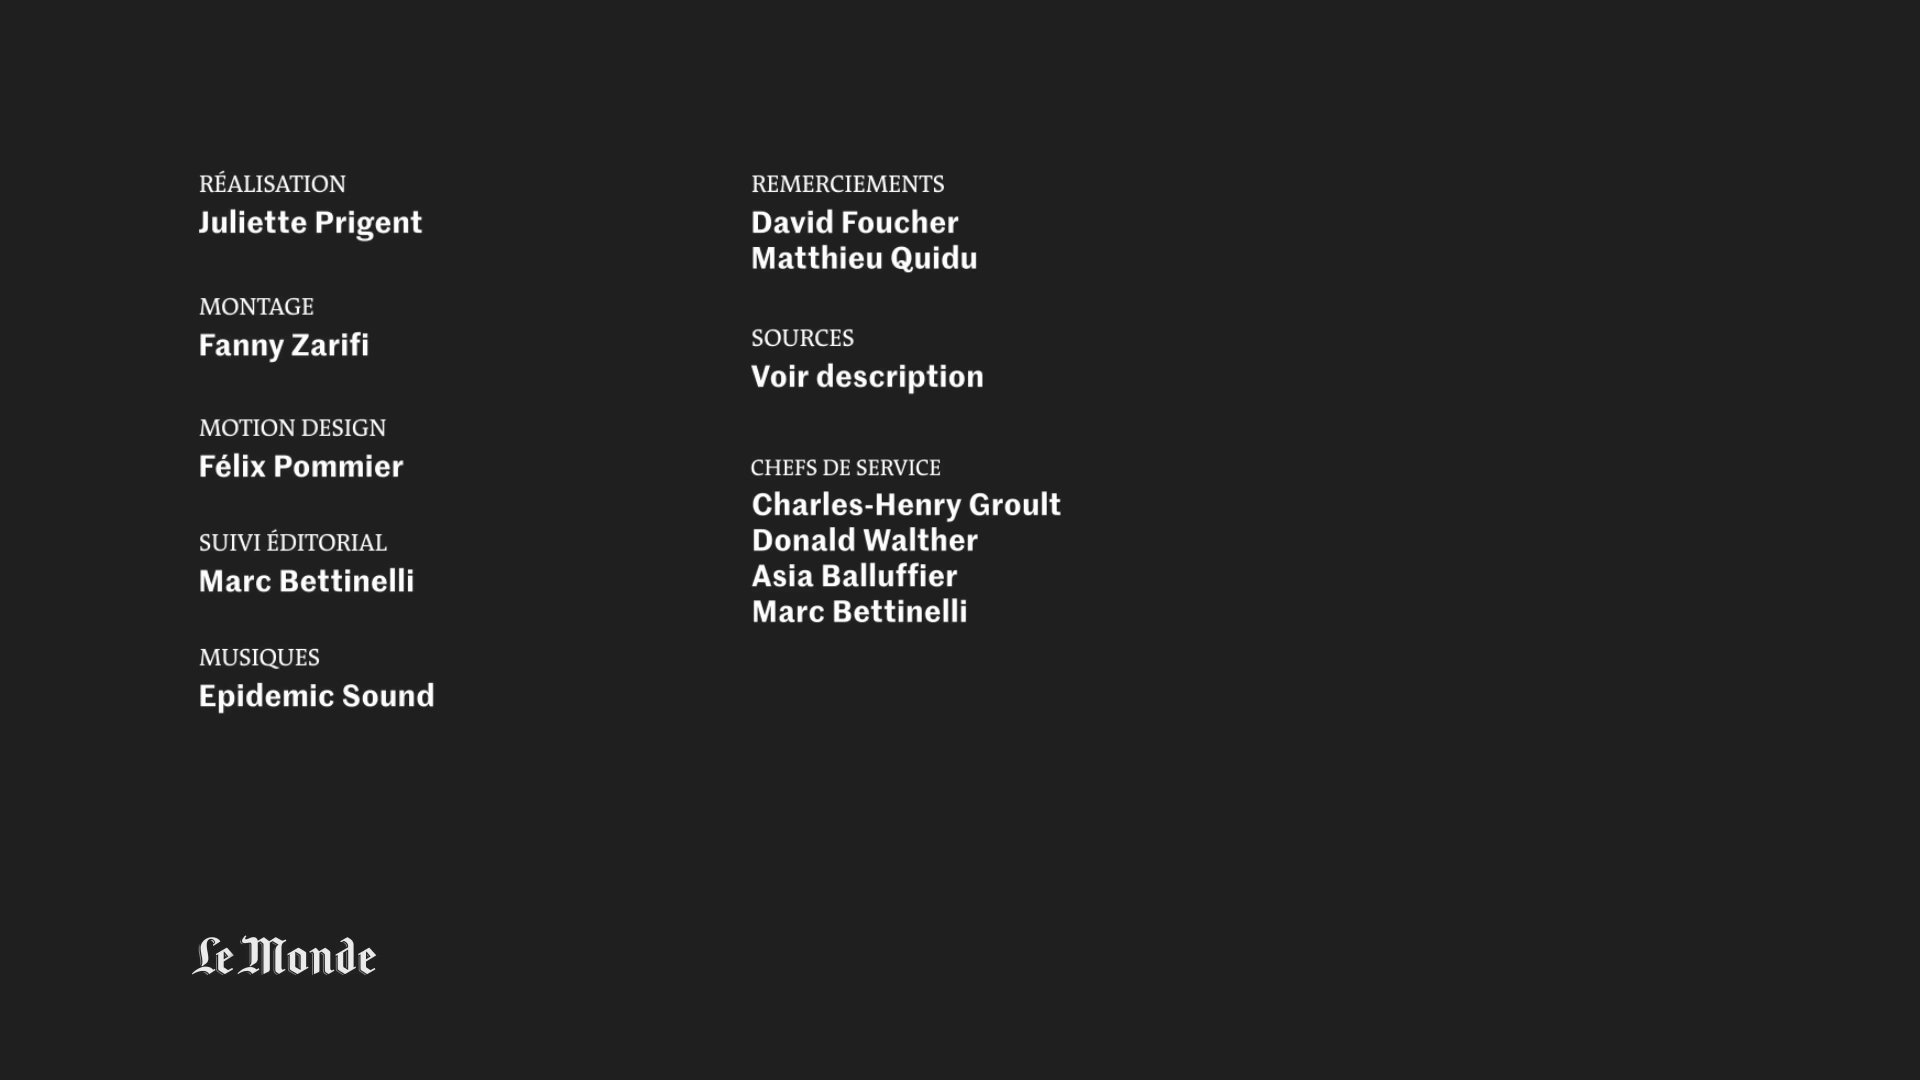 RÉALISATION
Juliette Prigent
MONTAGE
Fanny Zarifi
MOTION DESIGN
Félix Pommier
SUIVI ÉDITORIAL
Marc Bettinelli
MUSIQUES
Epidemic Sound
REMERCIEMENTS
David Foucher
Matthieu Quidu
SOURCES
Voir description
CHEFS DE SERVICE
Charles-Henry Groult
Donald Walther
Asia Balluffier
Marc Bettinelli
Le Monde